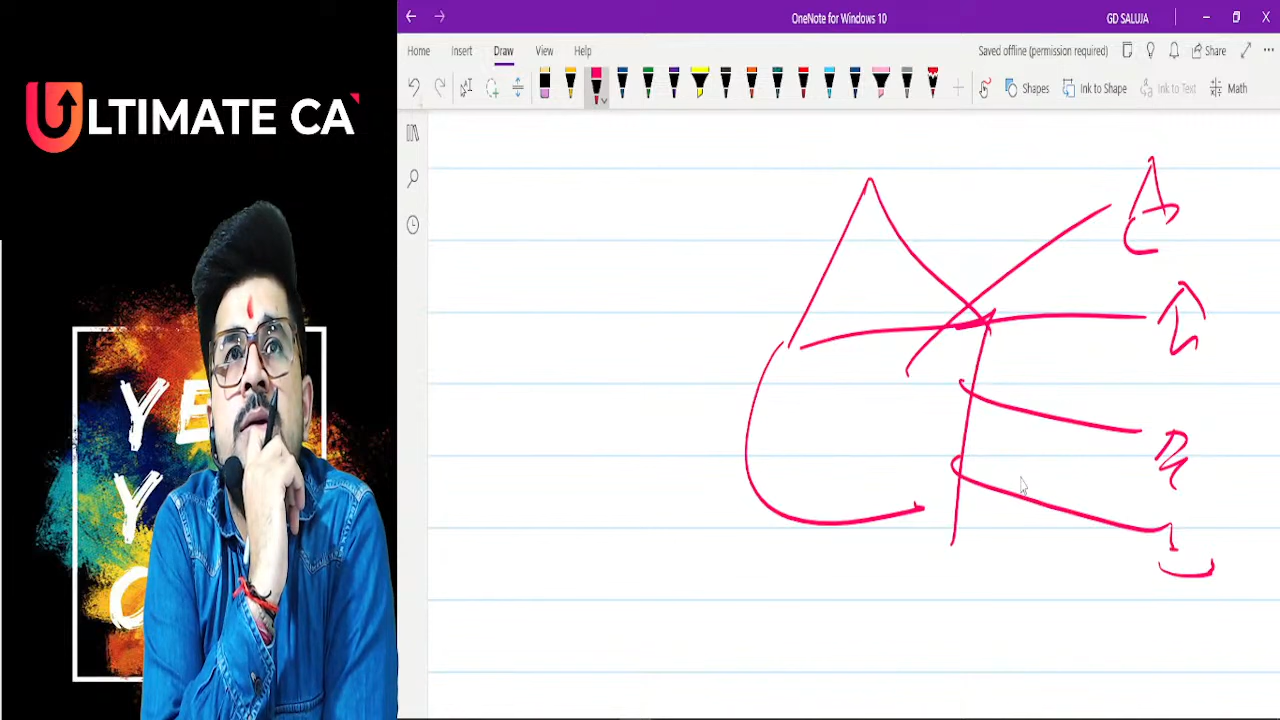 OneNote for Windows 10
GD SALUJA
Home Insert Draw View Help
Saved offline (permission required)
Share
Shapes
Ink to Shape
Ink to Text
Math
ULTIMATE CA
YE
Y